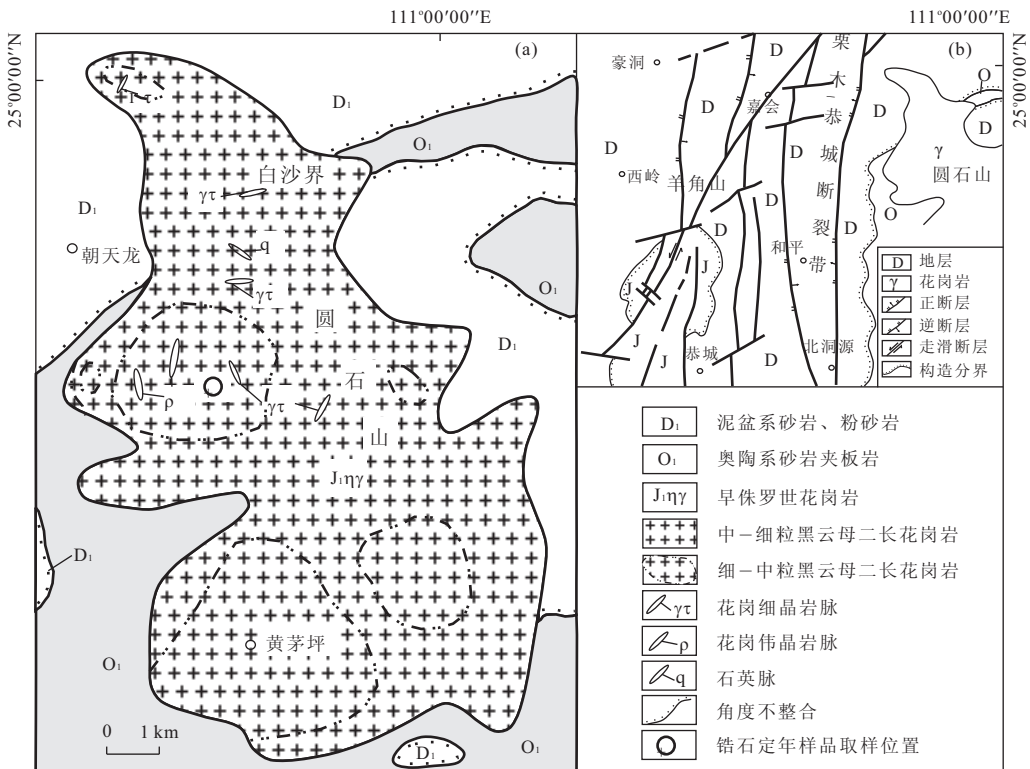 111°00′00″E
111°00′00″E
25°00′00″N
25°00′00″N
(a)
γτ
D₁
O₁
白沙界
γτ
D₁
朝天龙
q
γτ
O₁
圆
石
山
D₁
ρ
γτ
J₁ηγ
D₁
黄茅坪
O₁
0 1 km
D₁
O₁
(b)
豪洞
D
栗木-恭城断裂带
O
D
嘉会
D
D
D
D
γ
西岭
羊角山
圆石山
D
D
O
和平
J
J
J
J
恭城
D
北洞源
D 地层
γ 花岗岩
正断层
逆断层
走滑断层
构造分界
D₁ 泥盆系砂岩、粉砂岩
O₁ 奥陶系砂岩夹板岩
J₁ηγ 早侏罗世花岗岩
中-细粒黑云母二长花岗岩
细-中粒黑云母二长花岗岩
γτ 花岗细晶岩脉
ρ 花岗伟晶岩脉
q 石英脉
角度不整合
锆石定年样品取样位置